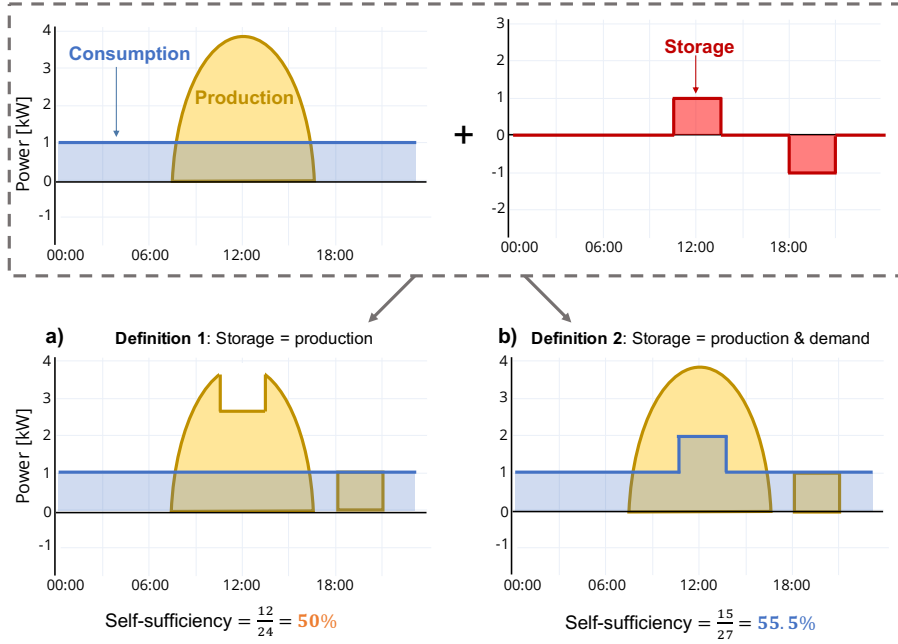 4
3
2
1
0
-1
Power [kW]
Consumption
Production
00:00 06:00 12:00 18:00
+
3
2
1
0
-1
-2
Storage
00:00 06:00 12:00 18:00
a) Definition 1: Storage = production
4
3
2
1
0
-1
Power [kW]
00:00 06:00 12:00 18:00
Self-sufficiency = 12/24 = 50%
b) Definition 2: Storage = production & demand
4
3
2
1
0
-1
00:00 06:00 12:00 18:00
Self-sufficiency = 15/27 = 55.5%